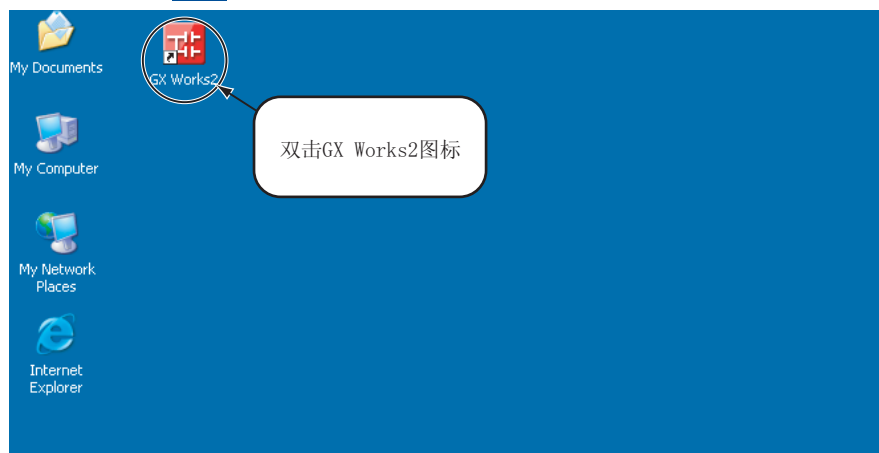 My Documents
GX Works2
双击GX Works2图标
My Computer
My Network
Places
Internet
Explorer